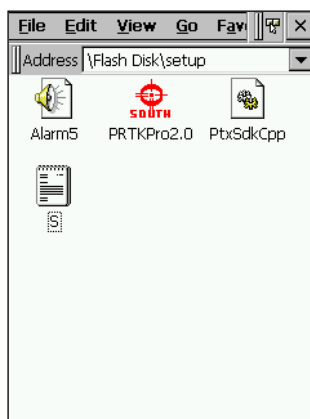 File Edit View Go Fav
Address \Flash Disk\setup
SOUTH
Alarm5 PRTKPro2.0 PtxSdkCpp
S